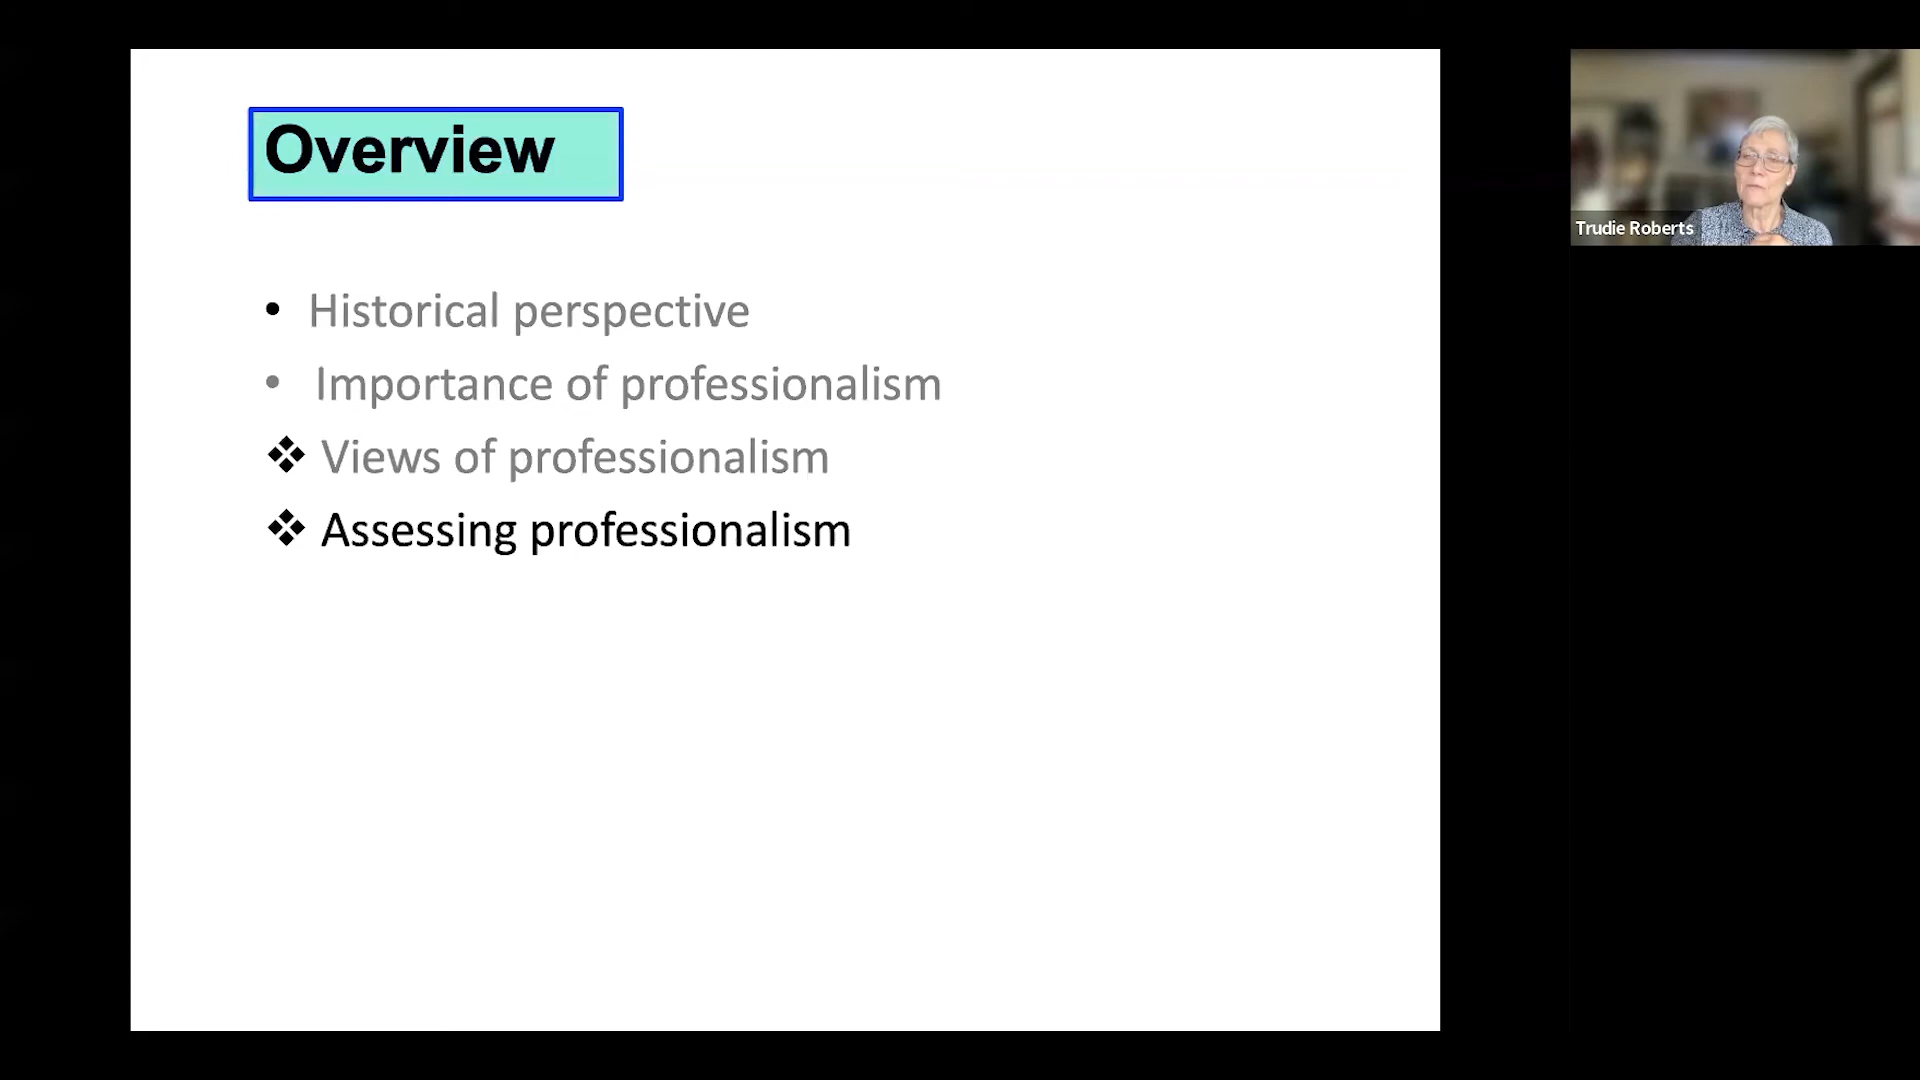 Overview
• Historical perspective
• Importance of professionalism
❖ Views of professionalism
❖ Assessing professionalism
Trudie Roberts